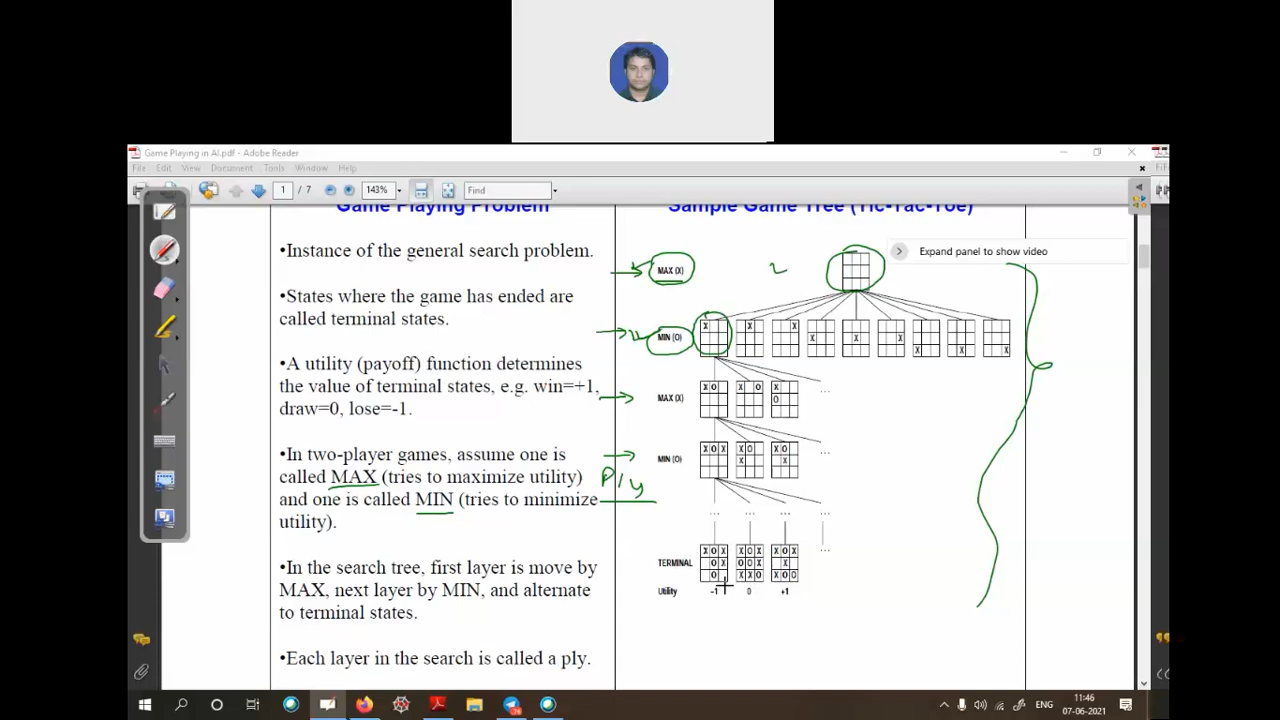 Game Playing in AI.pdf - Adobe Reader
File Edit View Document Tools Window Help
1 / 7 143% Find
Game Playing Problem
Sample Game Tree (Tic-Tac-Toe)
Expand panel to show video
•Instance of the general search problem.
•States where the game has ended are
called terminal states.
•A utility (payoff) function determines
the value of terminal states, e.g. win=+1,
draw=0, lose=-1.
•In two-player games, assume one is
called MAX (tries to maximize utility)
and one is called MIN (tries to minimize
utility).
•In the search tree, first layer is move by
MAX, next layer by MIN, and alternate
to terminal states.
•Each layer in the search is called a ply.
MAX (X)
MIN (O)
X X X X X X X X X
MAX (X)
X O X O X
O
...
MIN (O)
X O X X O X O
X X
...
Ply
... ... ... ...
TERMINAL
X O X O X X O X
O X O O X X
O X X O X O O
Utility
-1 0 +1
ENG
11:46
07-06-2021